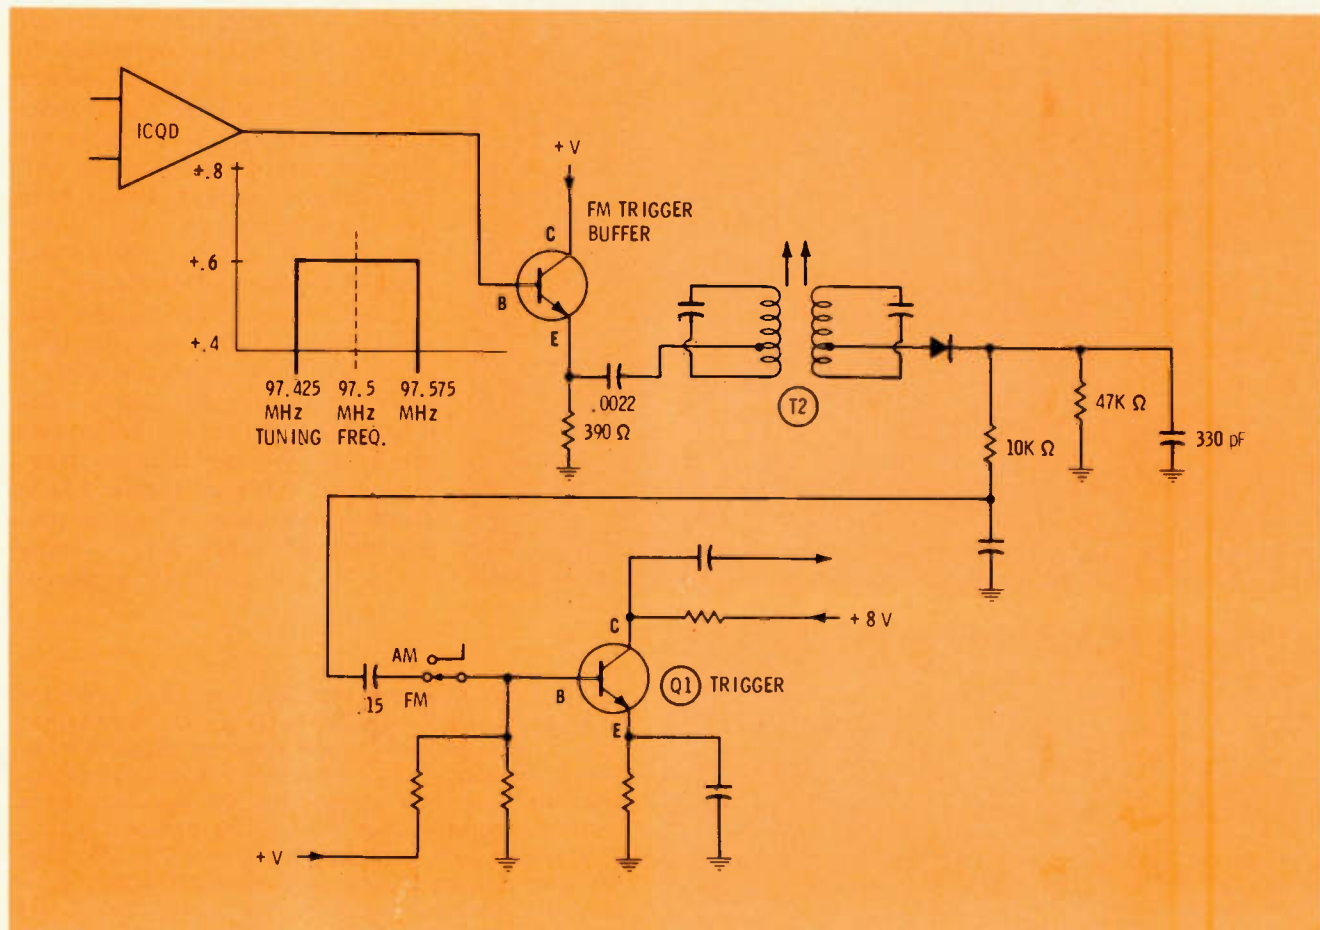 ICQD
+.8
+.6
+.4
97.425 MHz
97.5 MHz
97.575 MHz
TUNING FREQ.
+ V
FM TRIGGER
BUFFER
C
B
E
.0022
390 Ω
T2
10K Ω
47K Ω
330 pF
AM
FM
.15
C
B
E
Q1 TRIGGER
+ 8 V
+ V